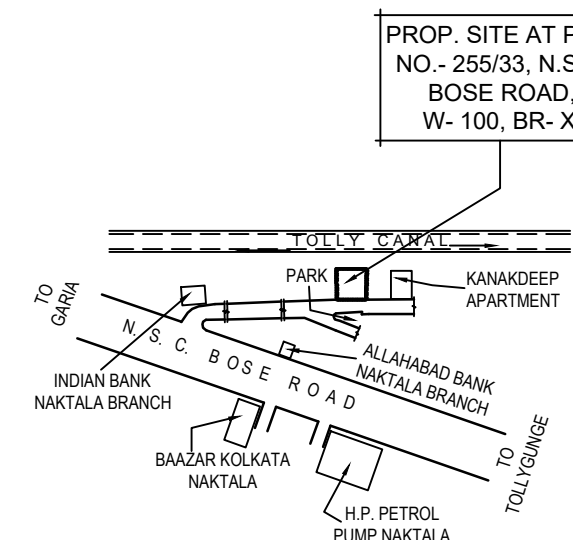 PROP. SITE AT P
NO.- 255/33, N.S
BOSE ROAD,
W- 100, BR- X
TOLLY CANAL
PARK
KANAKDEEP
APARTMENT
TO
GARIA
N. S. C. BOSE ROAD
ALLAHABAD BANK
NAKTALA BRANCH
INDIAN BANK
NAKTALA BRANCH
BAAZAR KOLKATA
NAKTALA
TO
TOLLYGUNGE
H.P. PETROL
PUMP NAKTALA